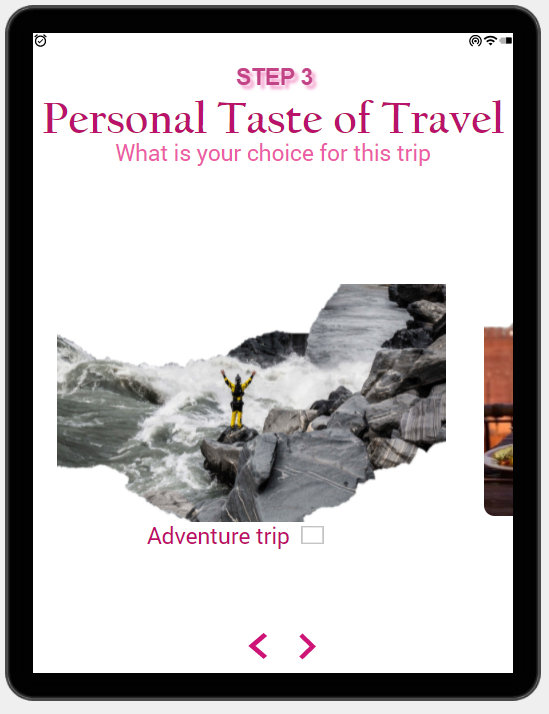 STEP 3
Personal Taste of Travel
What is your choice for this trip
Adventure trip